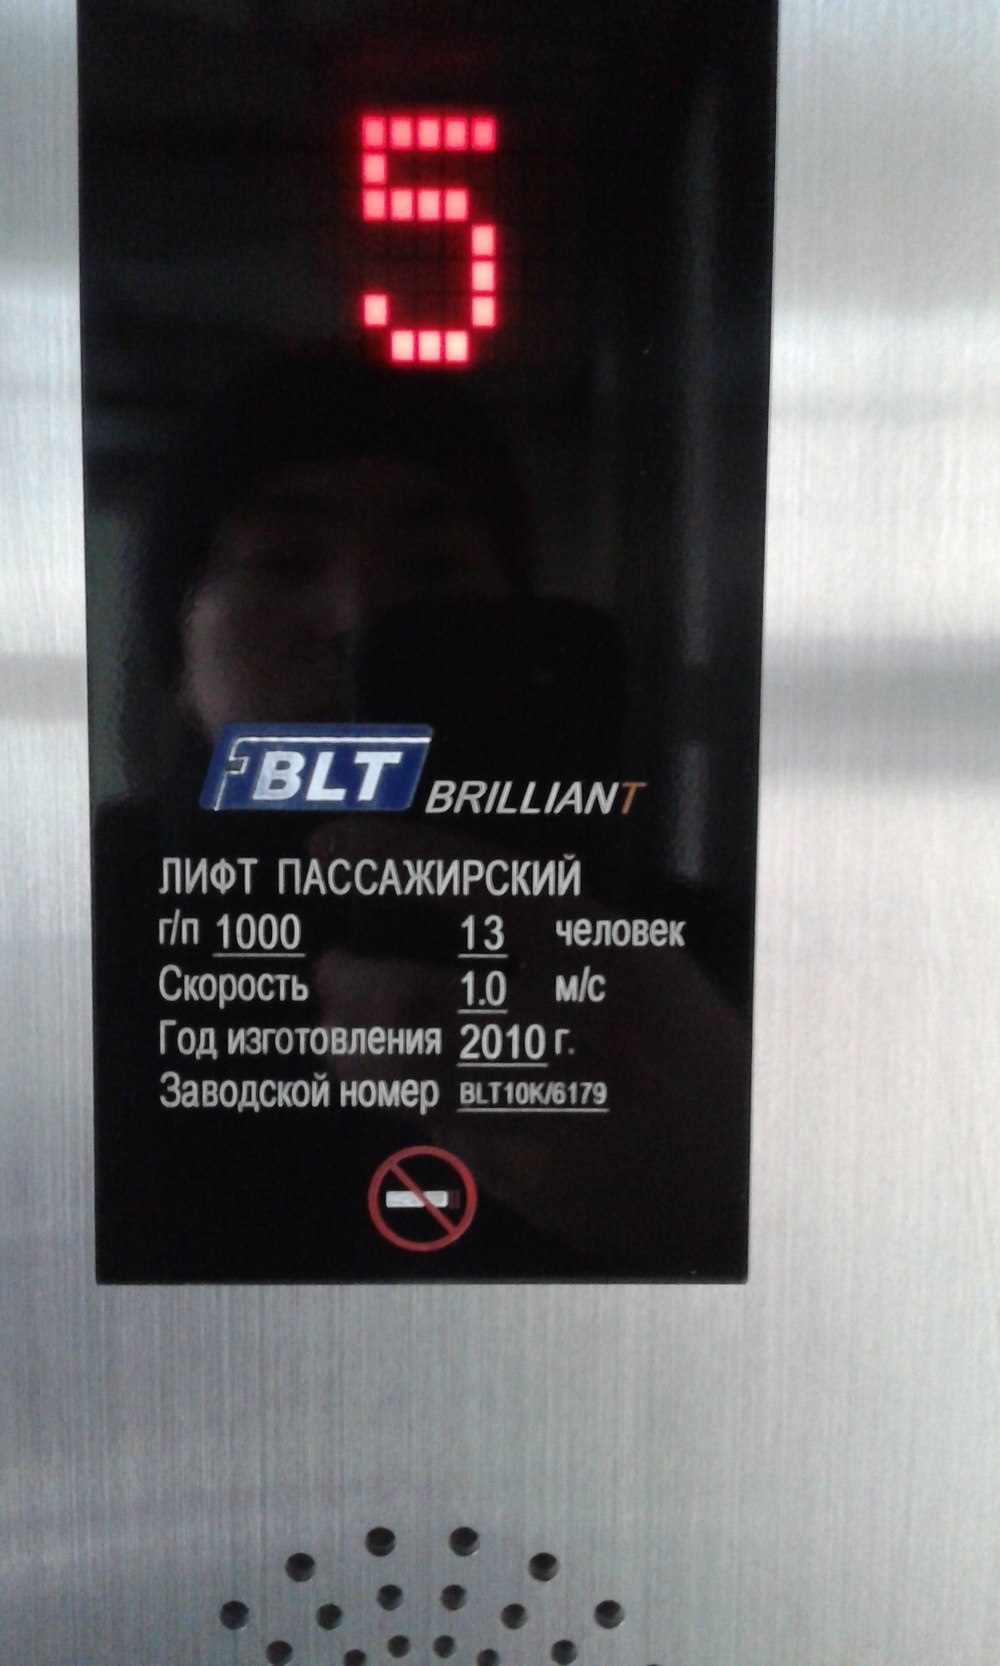 5
BLT BRILLIANT
ЛИФТ ПАССАЖИРСКИЙ
г/п 1000 13 человек
Скорость 1.0 м/с
Год изготовления 2010 г.
Заводской номер BLT10K/6179